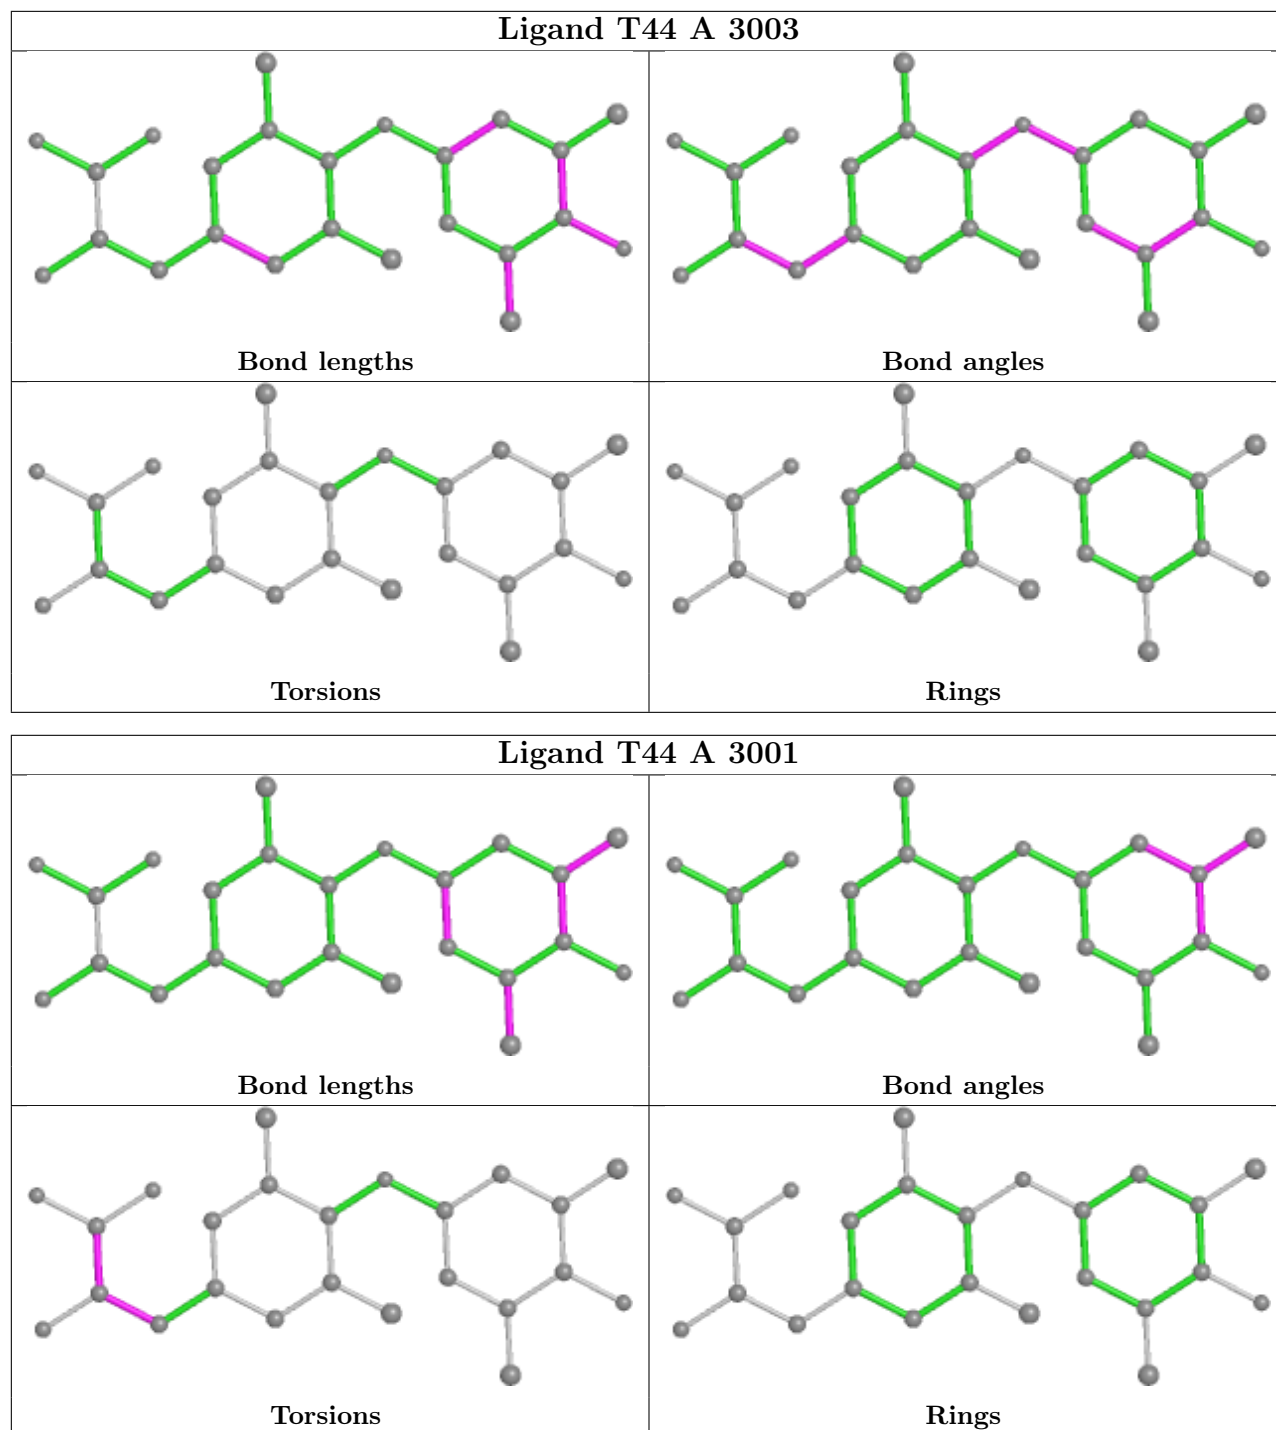 Ligand T44 A 3003
Bond lengths
Bond angles
Torsions
Rings
Ligand T44 A 3001
Bond lengths
Bond angles
Torsions
Rings